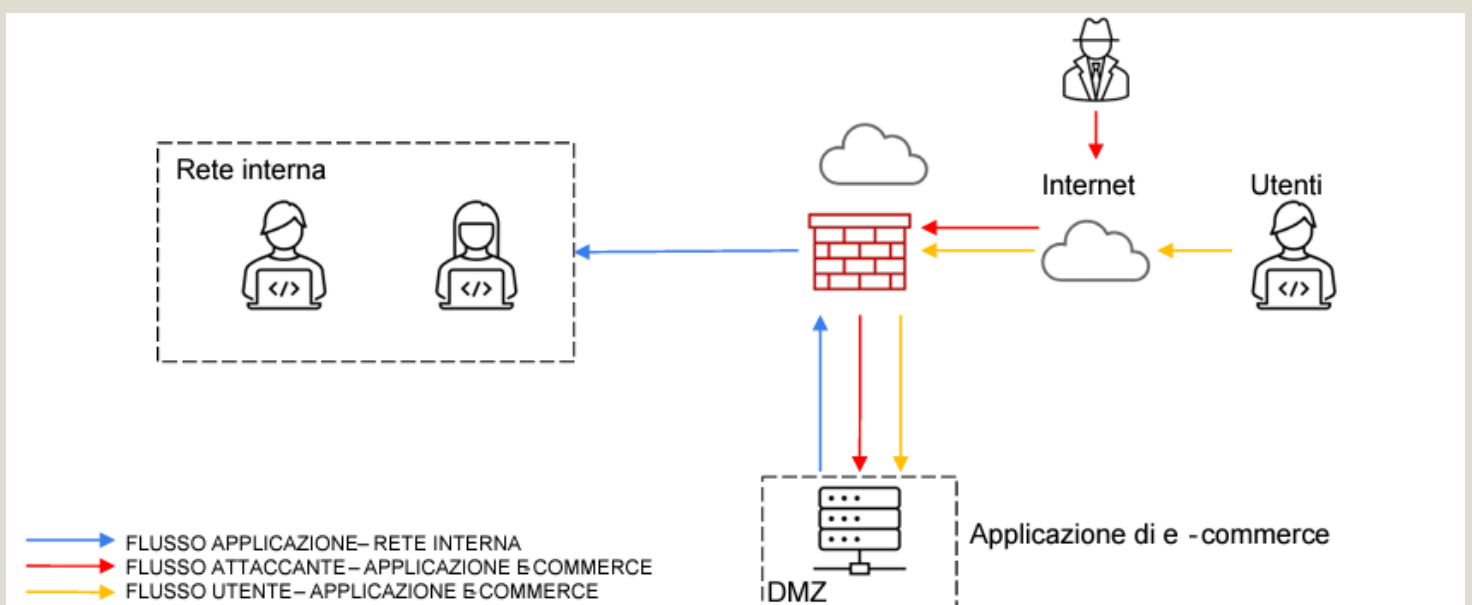 Rete interna
Internet
Utenti
</>
</>
</>
Applicazione di e - commerce
DMZ
FLUSSO APPLICAZIONE– RETE INTERNA
FLUSSO ATTACCANTE – APPLICAZIONE E-COMMERCE
FLUSSO UTENTE – APPLICAZIONE E-COMMERCE